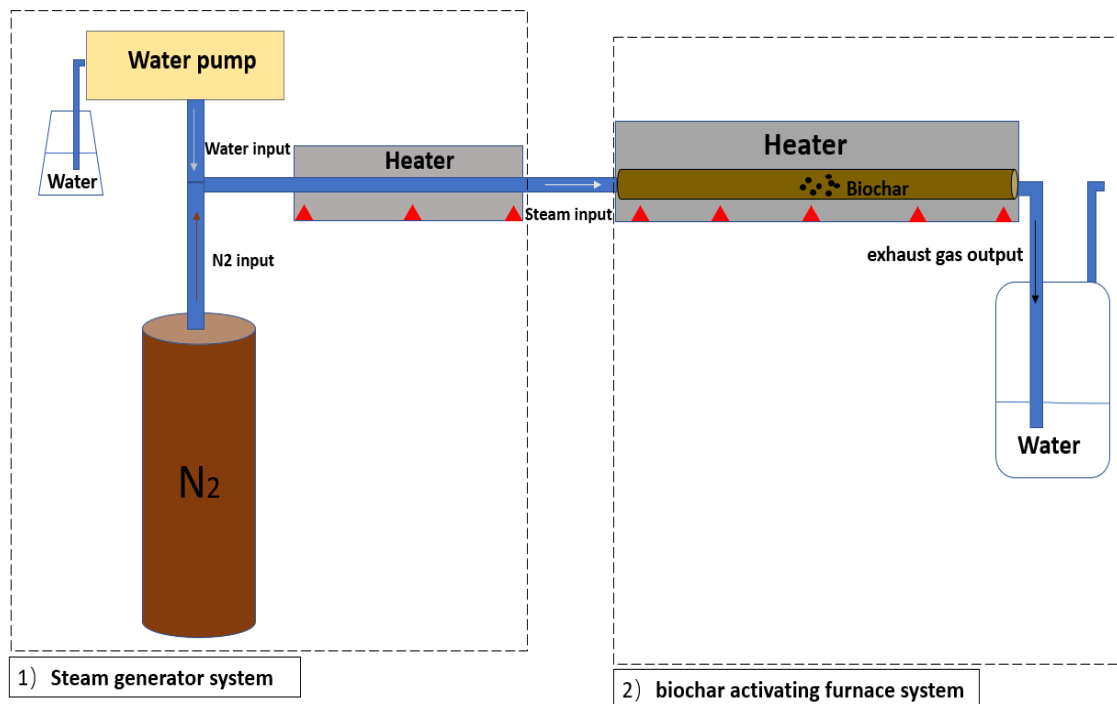 Water pump
Water input
Water
Heater
Steam input
N2 input
N2
1） Steam generator system
Heater
Biochar
exhaust gas output
Water
2） biochar activating furnace system